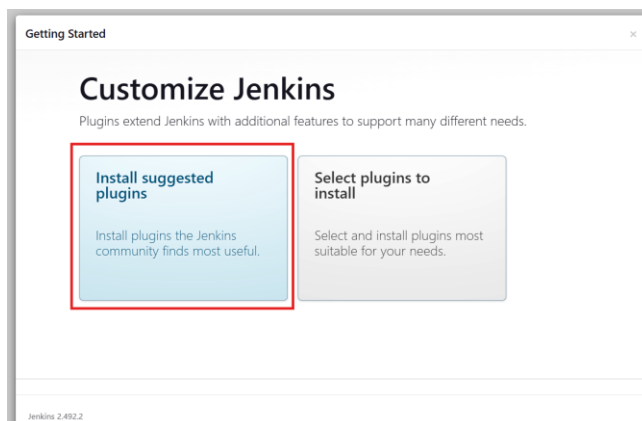 Getting Started
×
Customize Jenkins
Plugins extend Jenkins with additional features to support many different needs.
Install suggested
plugins
Install plugins the Jenkins
community finds most useful.
Select plugins to
install
Select and install plugins most
suitable for your needs.
Jenkins 2.492.2